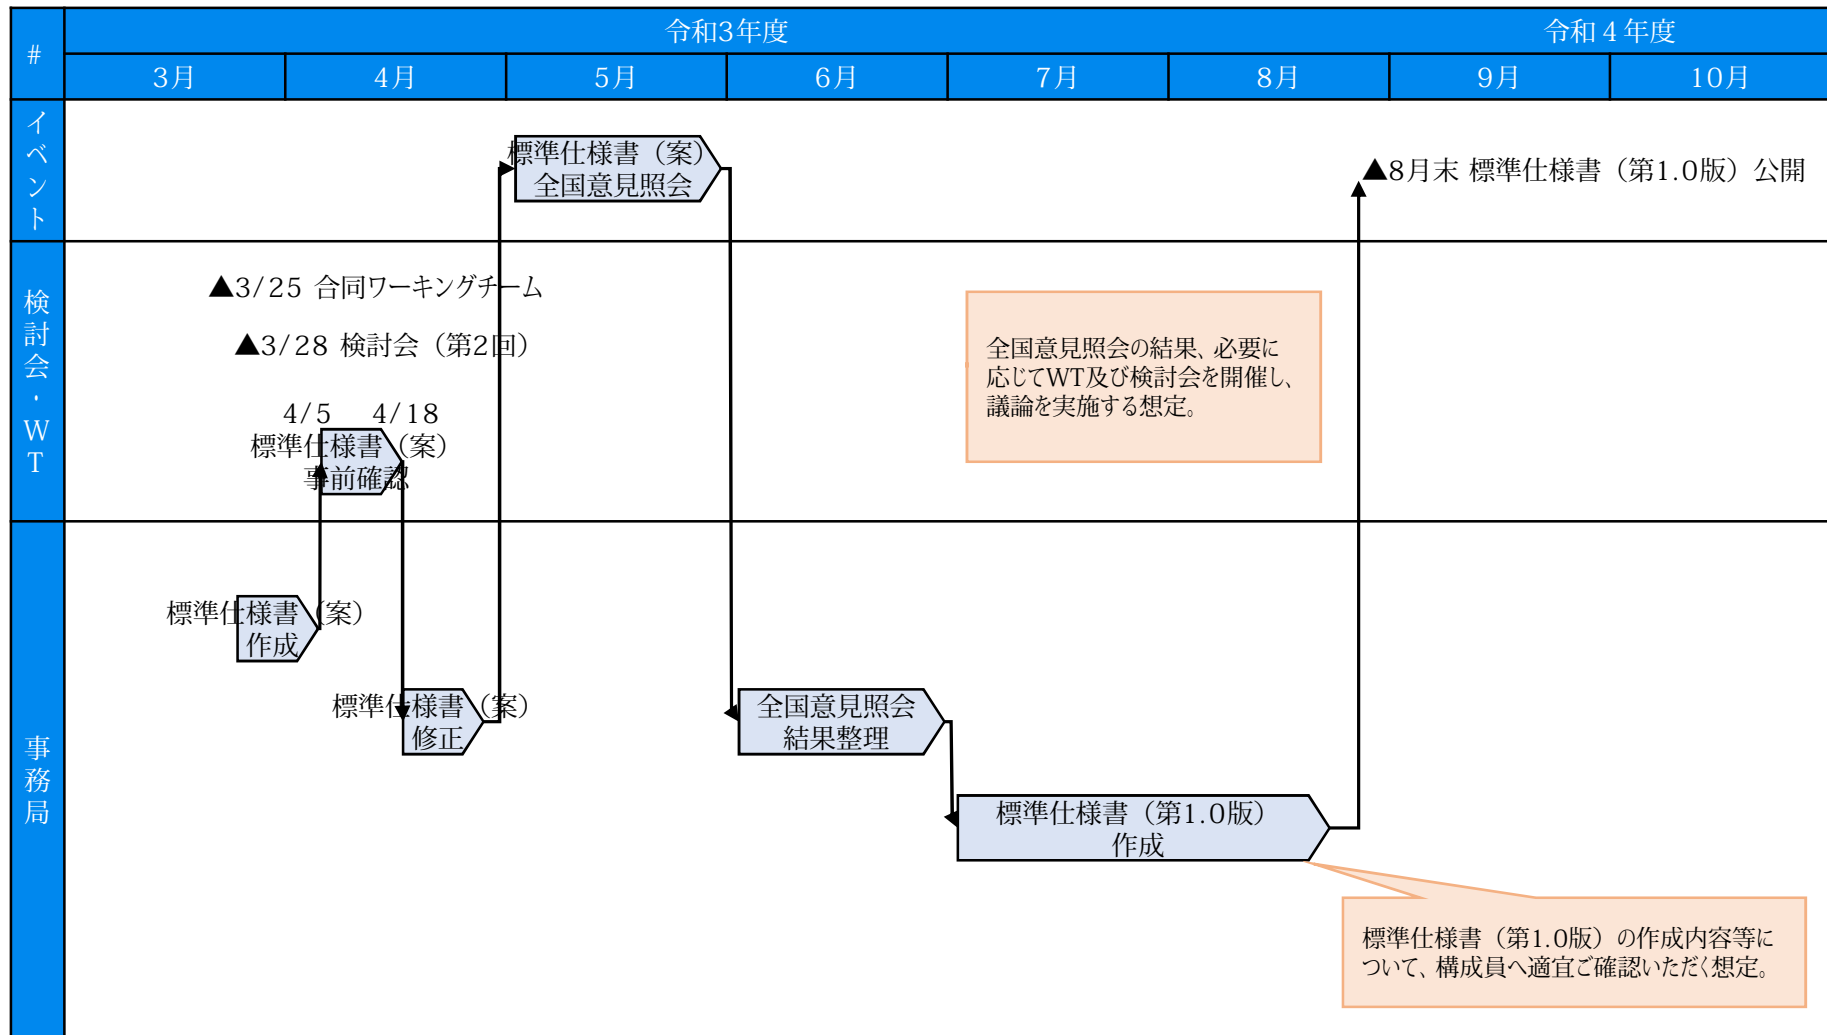 #
令和3年度
令和４年度
3月
4月
5月
6月
7月
8月
9月
10月
イベント
標準仕様書（案）
全国意見照会
▲8月末 標準仕様書（第1.0版）公開
検討会・WT
▲3/25 合同ワーキングチーム
▲3/28 検討会（第2回）
4/5
4/18
標準仕様書（案）
事前確認
全国意見照会の結果、必要に
応じてWT及び検討会を開催し、
議論を実施する想定。
事務局
標準仕様書（案）
作成
標準仕様書（案）
修正
全国意見照会
結果整理
標準仕様書（第1.0版）
作成
標準仕様書（第1.0版）の作成内容等に
ついて、構成員へ適宜ご確認いただく想定。